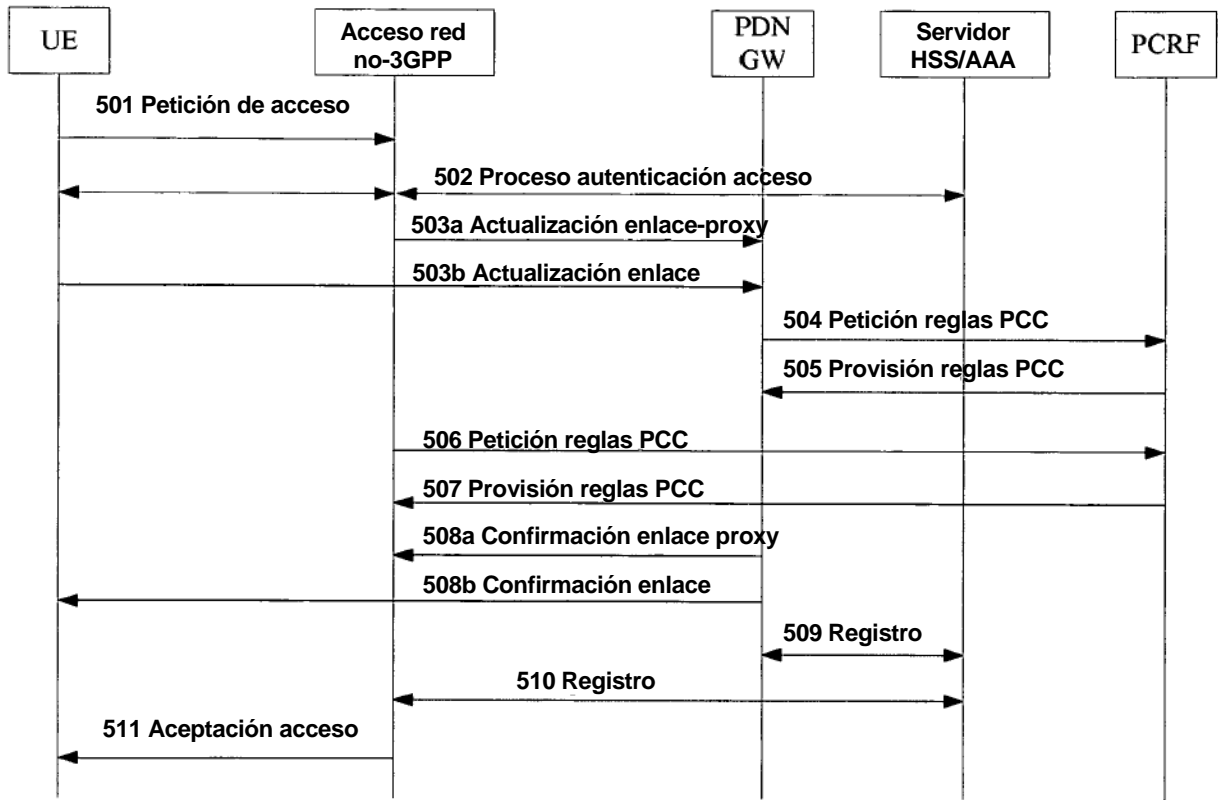 UE
Acceso red
no-3GPP
PDN
GW
Servidor
HSS/AAA
PCRF
501 Petición de acceso
502 Proceso autenticación acceso
503a Actualización enlace-proxy
503b Actualización enlace
504 Petición reglas PCC
505 Provisión reglas PCC
506 Petición reglas PCC
507 Provisión reglas PCC
508a Confirmación enlace proxy
508b Confirmación enlace
509 Registro
510 Registro
511 Aceptación acceso